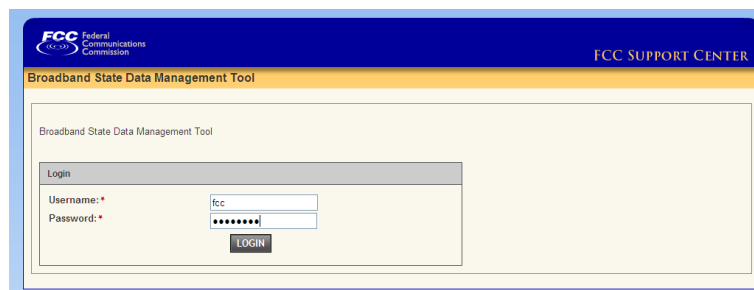 FCC Federal
Communications
Commission
FCC SUPPORT CENTER
Broadband State Data Management Tool
Broadband State Data Management Tool
Login
Username:*
fcc
Password:*
••••••••
LOGIN